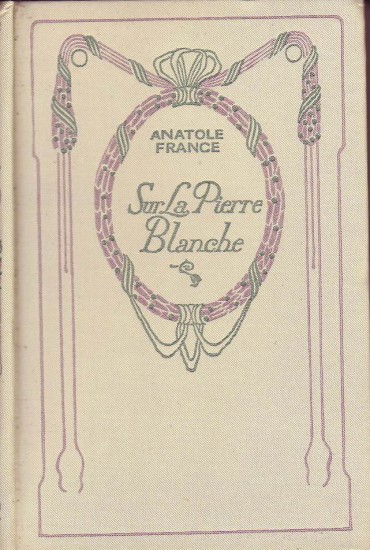 ANATOLE
FRANCE
Sur La Pierre
Blanche